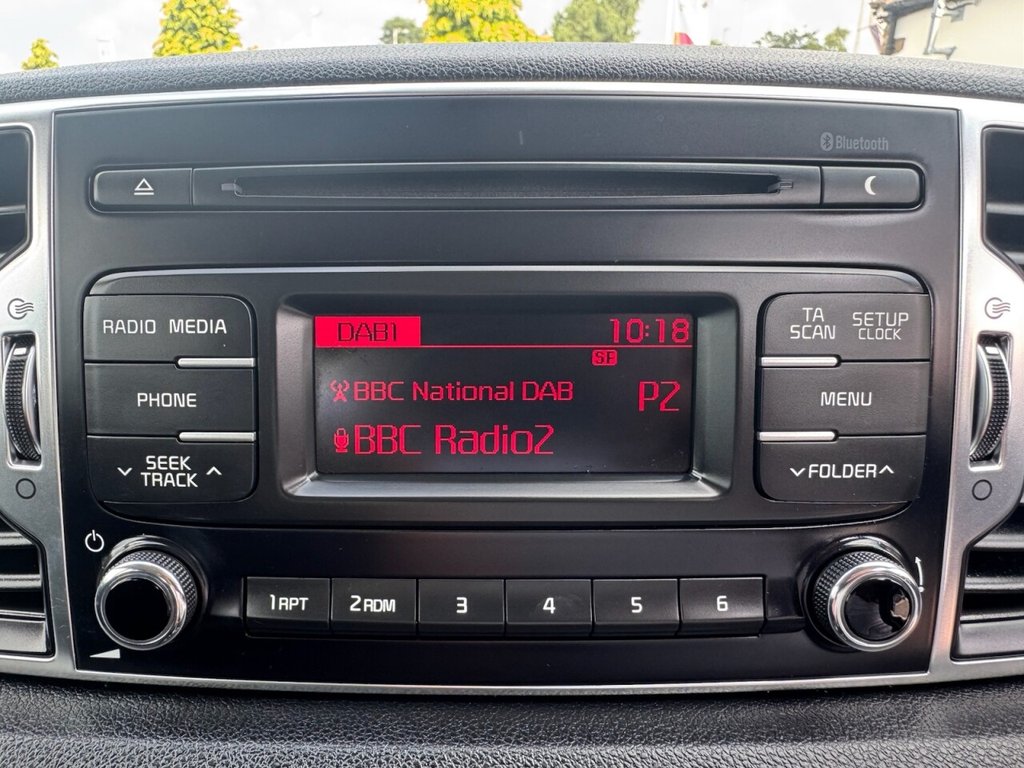 Bluetooth
RADIO MEDIA
PHONE
SEEK
TRACK
DAB1 10:18
SF
BBC National DAB
P2
BBC Radio2
TA
SCAN
SETUP
CLOCK
MENU
FOLDER
1 RPT 2 RDM 3 4 5 6